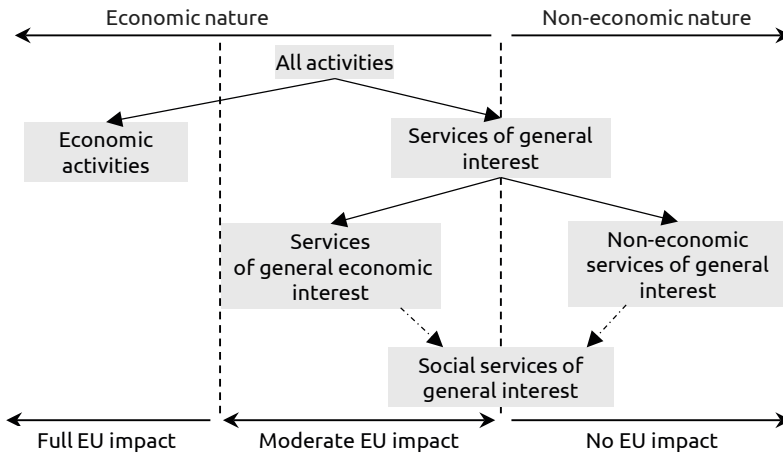 Economic nature
Non-economic nature
All activities
Economic
activities
Services of general
interest
Services
of general economic
interest
Non-economic
services of general
interest
Social services of
general interest
Full EU impact
Moderate EU impact
No EU impact